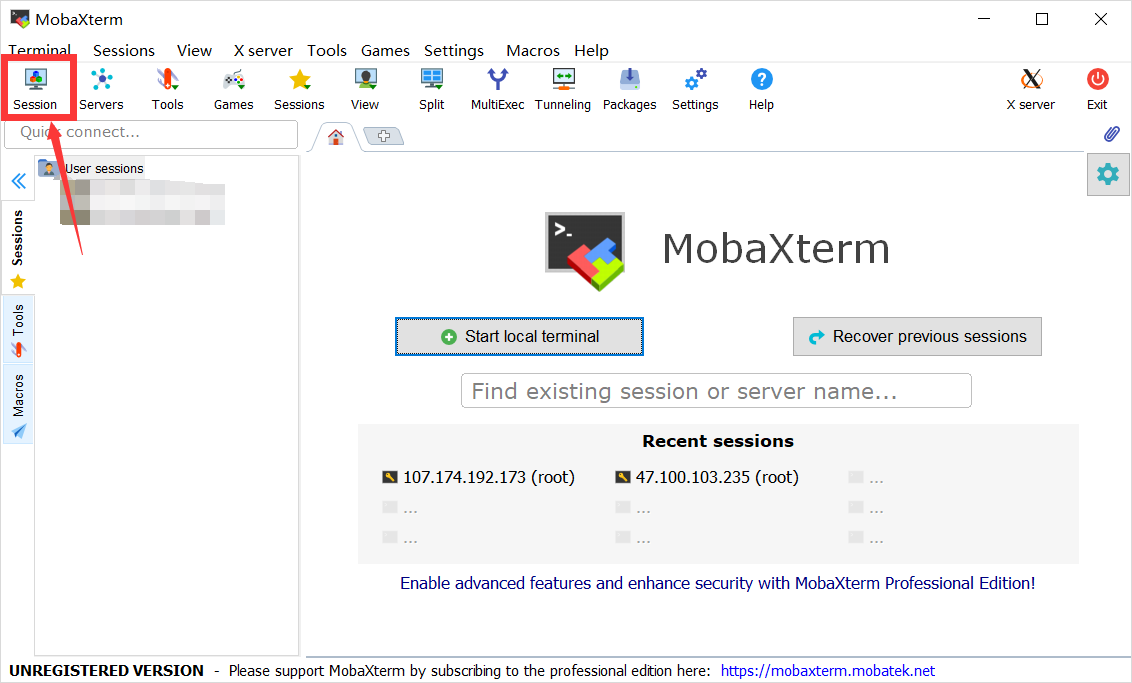 MobaXterm
Terminal Sessions View X server Tools Games Settings Macros Help
Session Servers Tools Games Sessions View Split MultiExec Tunneling Packages Settings Help X server Exit
Quick connect...
User sessions
Sessions
Tools
Macros
>_
MobaXterm
Start local terminal
Recover previous sessions
Find existing session or server name...
Recent sessions
107.174.192.173 (root) 47.100.103.235 (root) ...
... ... ...
... ... ...
Enable advanced features and enhance security with MobaXterm Professional Edition!
UNREGISTERED VERSION - Please support MobaXterm by subscribing to the professional edition here: https://mobaxterm.mobatek.net